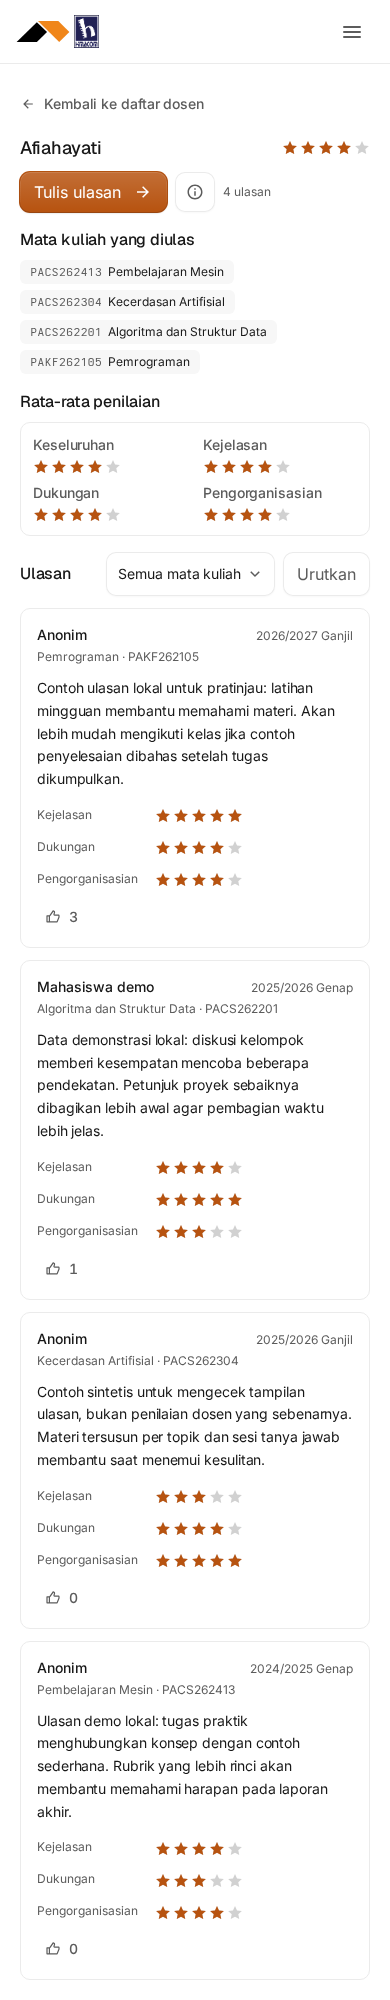 HIMAKOM
Kembali ke daftar dosen
Afiahayati
Tulis ulasan
4 ulasan
Mata kuliah yang diulas
PACS262413 Pembelajaran Mesin
PACS262304 Kecerdasan Artifisial
PACS262201 Algoritma dan Struktur Data
PAKF262105 Pemrograman
Rata-rata penilaian
Keseluruhan
Kejelasan
Dukungan
Pengorganisasian
Ulasan
Semua mata kuliah
Urutkan
Anonim
2026/2027 Ganjil
Pemrograman · PAKF262105
Contoh ulasan lokal untuk pratinjau: latihan
mingguan membantu memahami materi. Akan
lebih mudah mengikuti kelas jika contoh
penyelesaian dibahas setelah tugas
dikumpulkan.
Kejelasan
Dukungan
Pengorganisasian
3
Mahasiswa demo
2025/2026 Genap
Algoritma dan Struktur Data · PACS262201
Data demonstrasi lokal: diskusi kelompok
memberi kesempatan mencoba beberapa
pendekatan. Petunjuk proyek sebaiknya
dibagikan lebih awal agar pembagian waktu
lebih jelas.
Kejelasan
Dukungan
Pengorganisasian
1
Anonim
2025/2026 Ganjil
Kecerdasan Artifisial · PACS262304
Contoh sintetis untuk mengecek tampilan
ulasan, bukan penilaian dosen yang sebenarnya.
Materi tersusun per topik dan sesi tanya jawab
membantu saat menemui kesulitan.
Kejelasan
Dukungan
Pengorganisasian
0
Anonim
2024/2025 Genap
Pembelajaran Mesin · PACS262413
Ulasan demo lokal: tugas praktik
menghubungkan konsep dengan contoh
sederhana. Rubrik yang lebih rinci akan
membantu memahami harapan pada laporan
akhir.
Kejelasan
Dukungan
Pengorganisasian
0